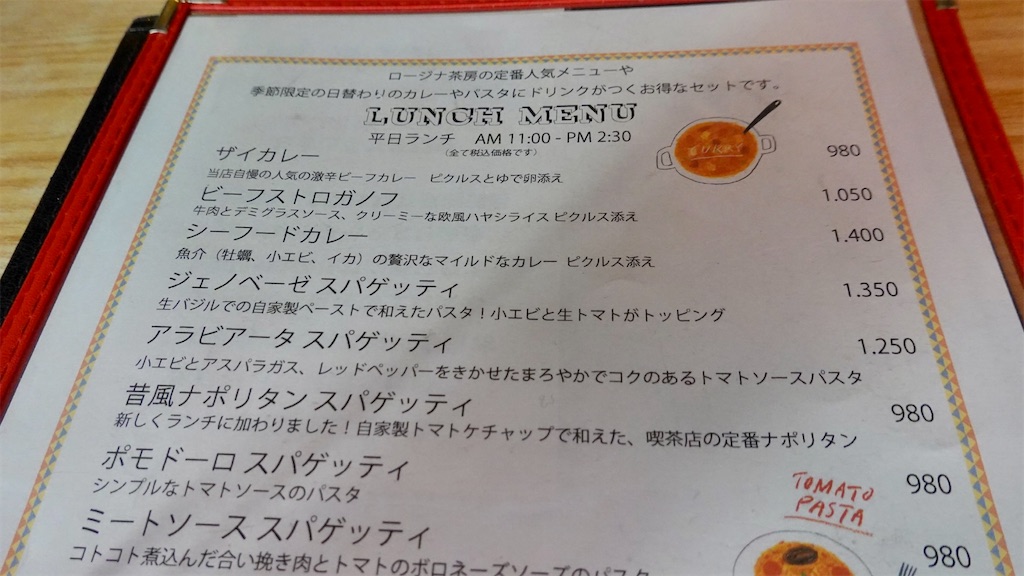 ロージナ茶房の定番人気メニューや
季節限定の日替わりのカレーやパスタにドリンクがつくお得なセットです。
LUNCH MENU
平日ランチ AM 11:00 - PM 2:30
(全て税込価格です)
ザイカレー 980
当店自慢の人気の激辛ビーフカレー ピクルスとゆで卵添え
ビーフストロガノフ 1.050
牛肉とデミグラスソース、クリーミーな欧風ハヤシライス ピクルス添え
シーフードカレー 1.400
魚介（牡蠣、小エビ、イカ）の贅沢なマイルドなカレー ピクルス添え
ジェノベーゼ スパゲッティ 1.350
生バジルでの自家製ペーストで和えたパスタ！小エビと生トマトがトッピング
アラビアータ スパゲッティ 1.250
小エビとアスパラガス、レッドペッパーをきかせたまろやかでコクのあるトマトソースパスタ
昔風ナポリタン スパゲッティ 980
新しくランチに加わりました！自家製トマトケチャップで和えた、喫茶店の定番ナポリタン
ポモドーロ スパゲッティ 980
シンプルなトマトソースのパスタ
TOMATO
PASTA
ミートソース スパゲッティ 980
コトコト煮込んだ合い挽き肉とトマトのボロネーズソースのパスタ